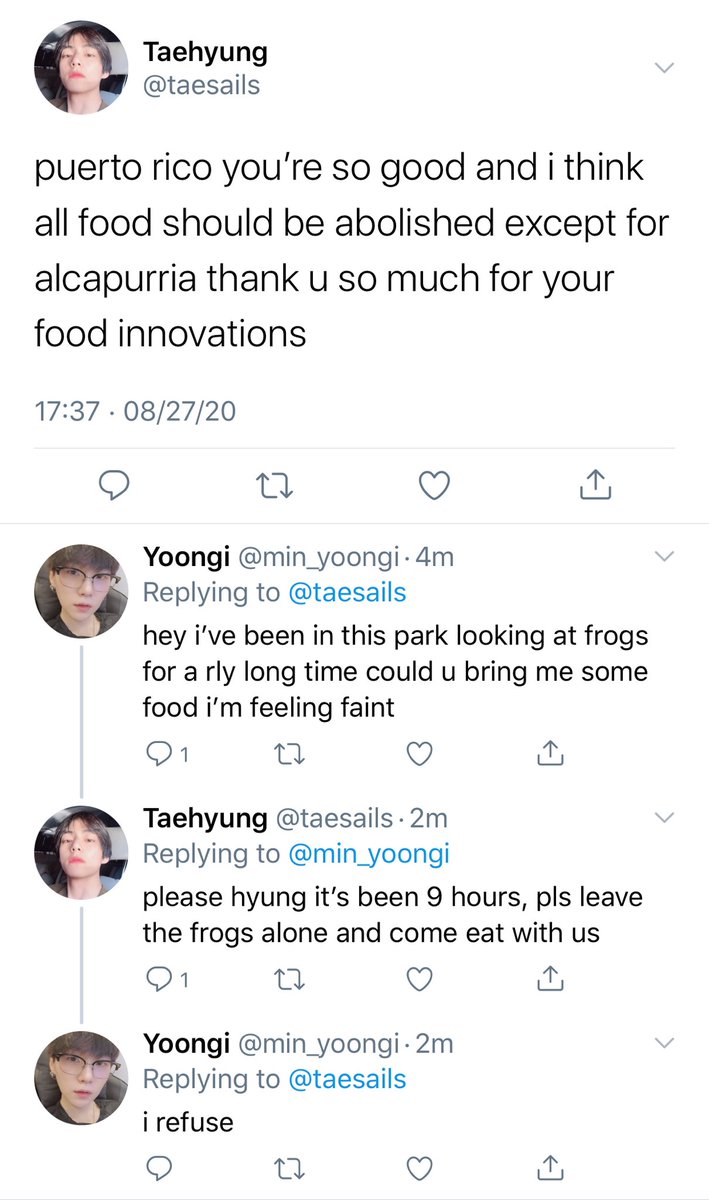 Taehyung
@taesails
puerto rico you’re so good and i think
all food should be abolished except for
alcapurria thank u so much for your
food innovations
17:37 · 08/27/20
Yoongi @min_yoongi · 4m
Replying to @taesails
hey i’ve been in this park looking at frogs
for a rly long time could u bring me some
food i’m feeling faint
1
Taehyung @taesails · 2m
Replying to @min_yoongi
please hyung it’s been 9 hours, pls leave
the frogs alone and come eat with us
1
Yoongi @min_yoongi · 2m
Replying to @taesails
i refuse